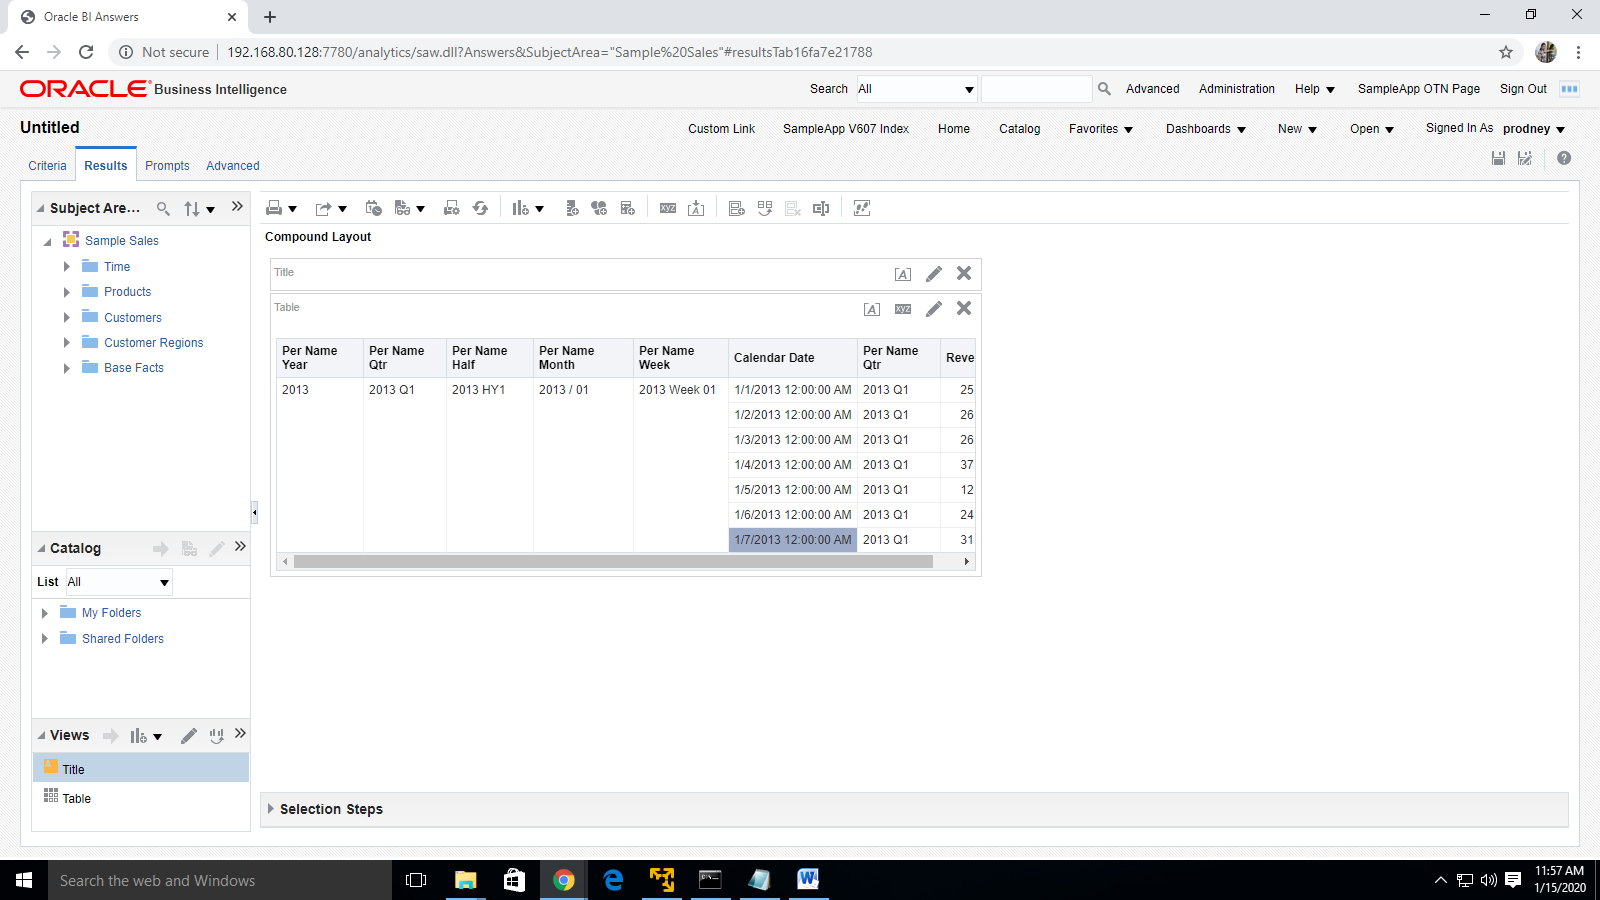 Oracle BI Answers
Not secure 192.168.80.128:7780/analytics/saw.dll?Answers&SubjectArea="Sample%20Sales"#resultsTab16fa7e21788
ORACLE Business Intelligence
Search All Advanced Administration Help SampleApp OTN Page Sign Out
Untitled
Custom Link SampleApp V607 Index Home Catalog Favorites Dashboards New Open Signed In As prodney
Criteria Results Prompts Advanced
Subject Are...
Sample Sales
Time
Products
Customers
Customer Regions
Base Facts
Catalog
List All
My Folders
Shared Folders
Views
Title
Table
Compound Layout
Title
Table
Per Name Year Per Name Qtr Per Name Half Per Name Month Per Name Week Calendar Date Per Name Qtr Reve
2013 2013 Q1 2013 HY1 2013 / 01 2013 Week 01 1/1/2013 12:00:00 AM 2013 Q1 25
1/2/2013 12:00:00 AM 2013 Q1 26
1/3/2013 12:00:00 AM 2013 Q1 26
1/4/2013 12:00:00 AM 2013 Q1 37
1/5/2013 12:00:00 AM 2013 Q1 12
1/6/2013 12:00:00 AM 2013 Q1 24
1/7/2013 12:00:00 AM 2013 Q1 31
Selection Steps
Search the web and Windows
11:57 AM
1/15/2020